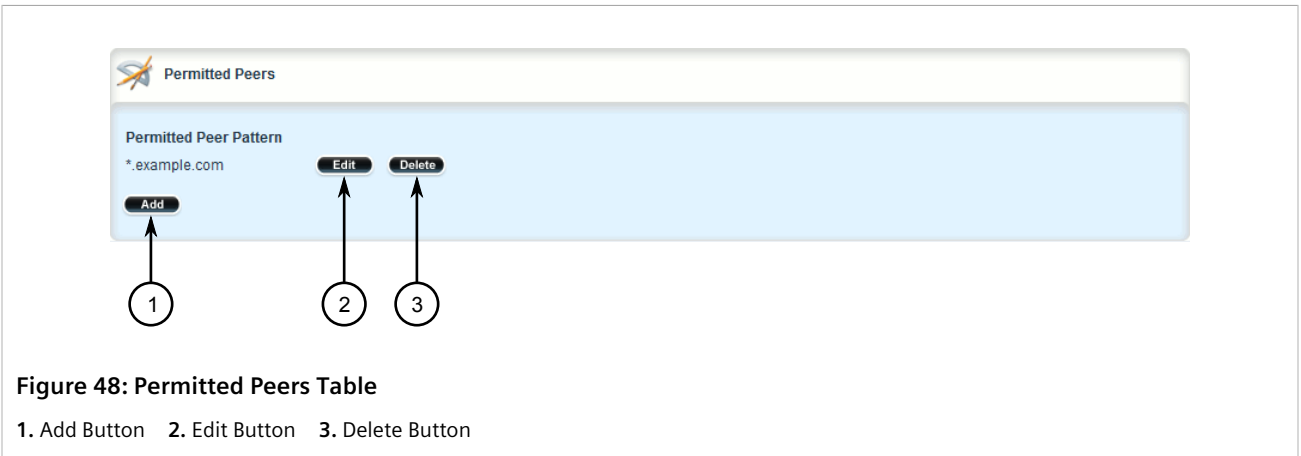 Permitted Peers
Permitted Peer Pattern
*.example.com Edit Delete
Add
1 2 3
Figure 48: Permitted Peers Table
1. Add Button 2. Edit Button 3. Delete Button